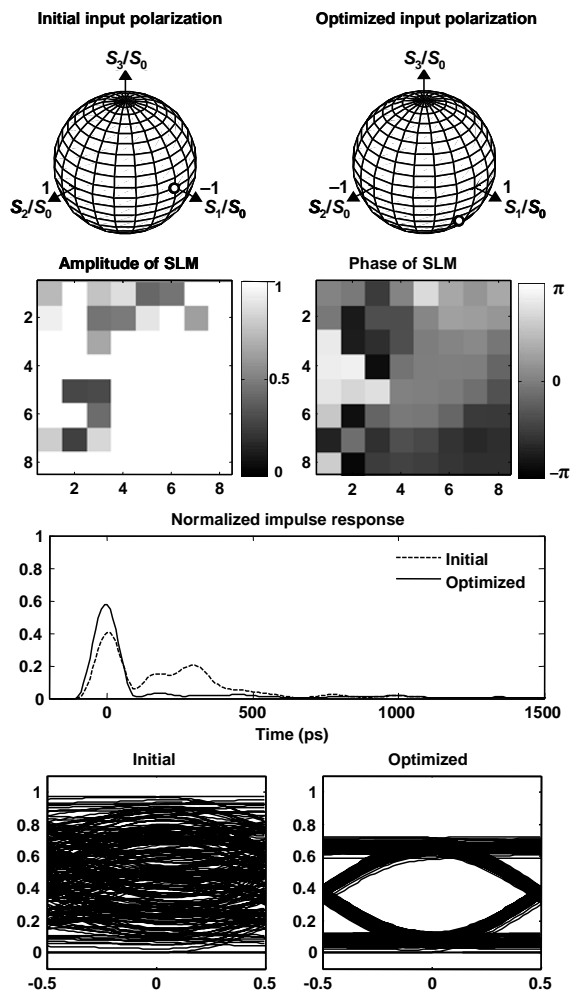 Initial input polarization
Optimized input polarization
S3/S0
S3/S0
1
–1
S2/S0
S1/S0
–1
1
S2/S0
S1/S0
Amplitude of SLM
Phase of SLM
2
4
6
8
2
4
6
8
1
0.5
0
2
4
6
8
2
4
6
8
π
0
–π
Normalized impulse response
1
0.8
0.6
0.4
0.2
0
Initial
Optimized
0
500
1000
1500
Time (ps)
Initial
Optimized
1
0.8
0.6
0.4
0.2
0
-0.5
0
0.5
1
0.8
0.6
0.4
0.2
0
-0.5
0
0.5